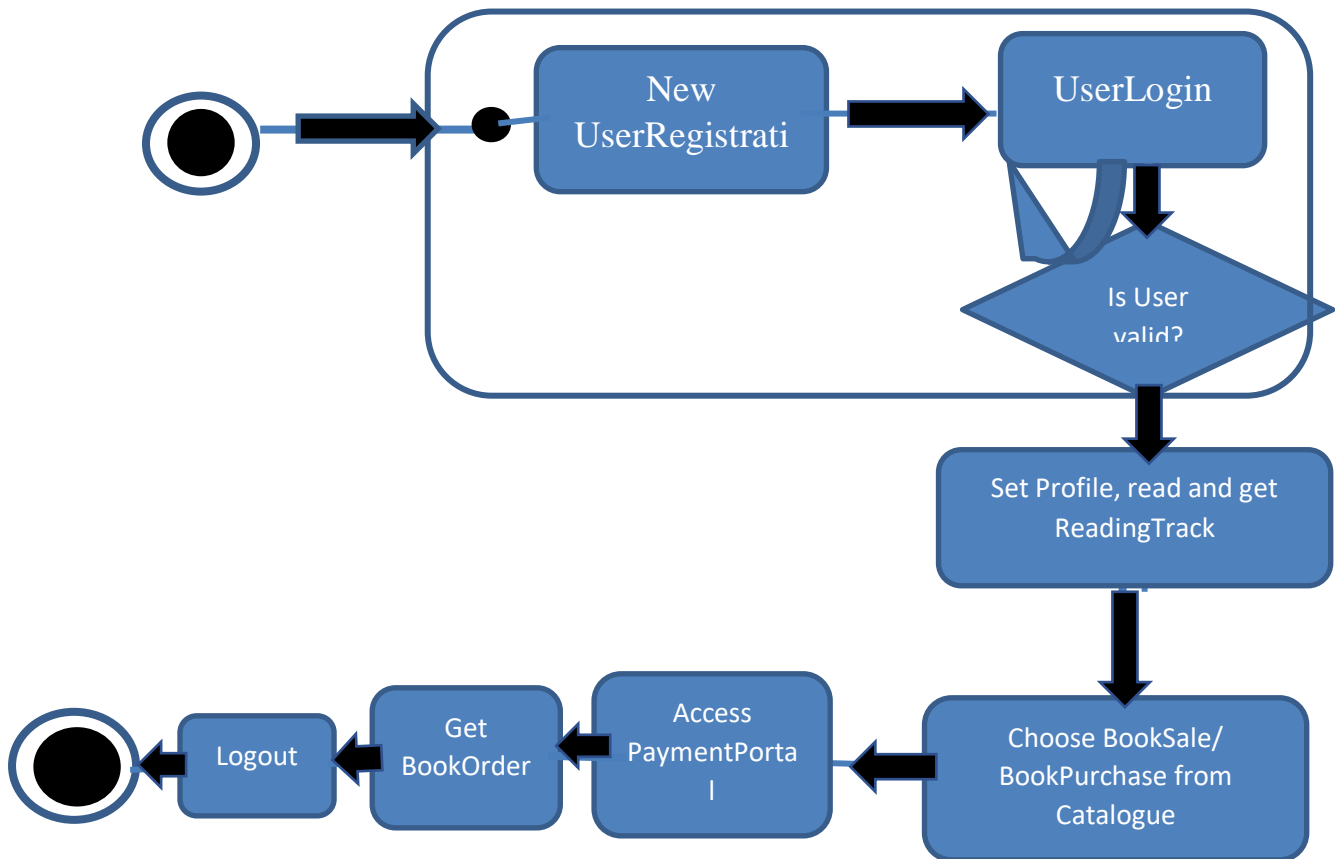 New
UserRegistrati
UserLogin
Is User
valid?
Set Profile, read and get
ReadingTrack
Choose BookSale/
BookPurchase from
Catalogue
Access
PaymentPorta
l
Get
BookOrder
Logout